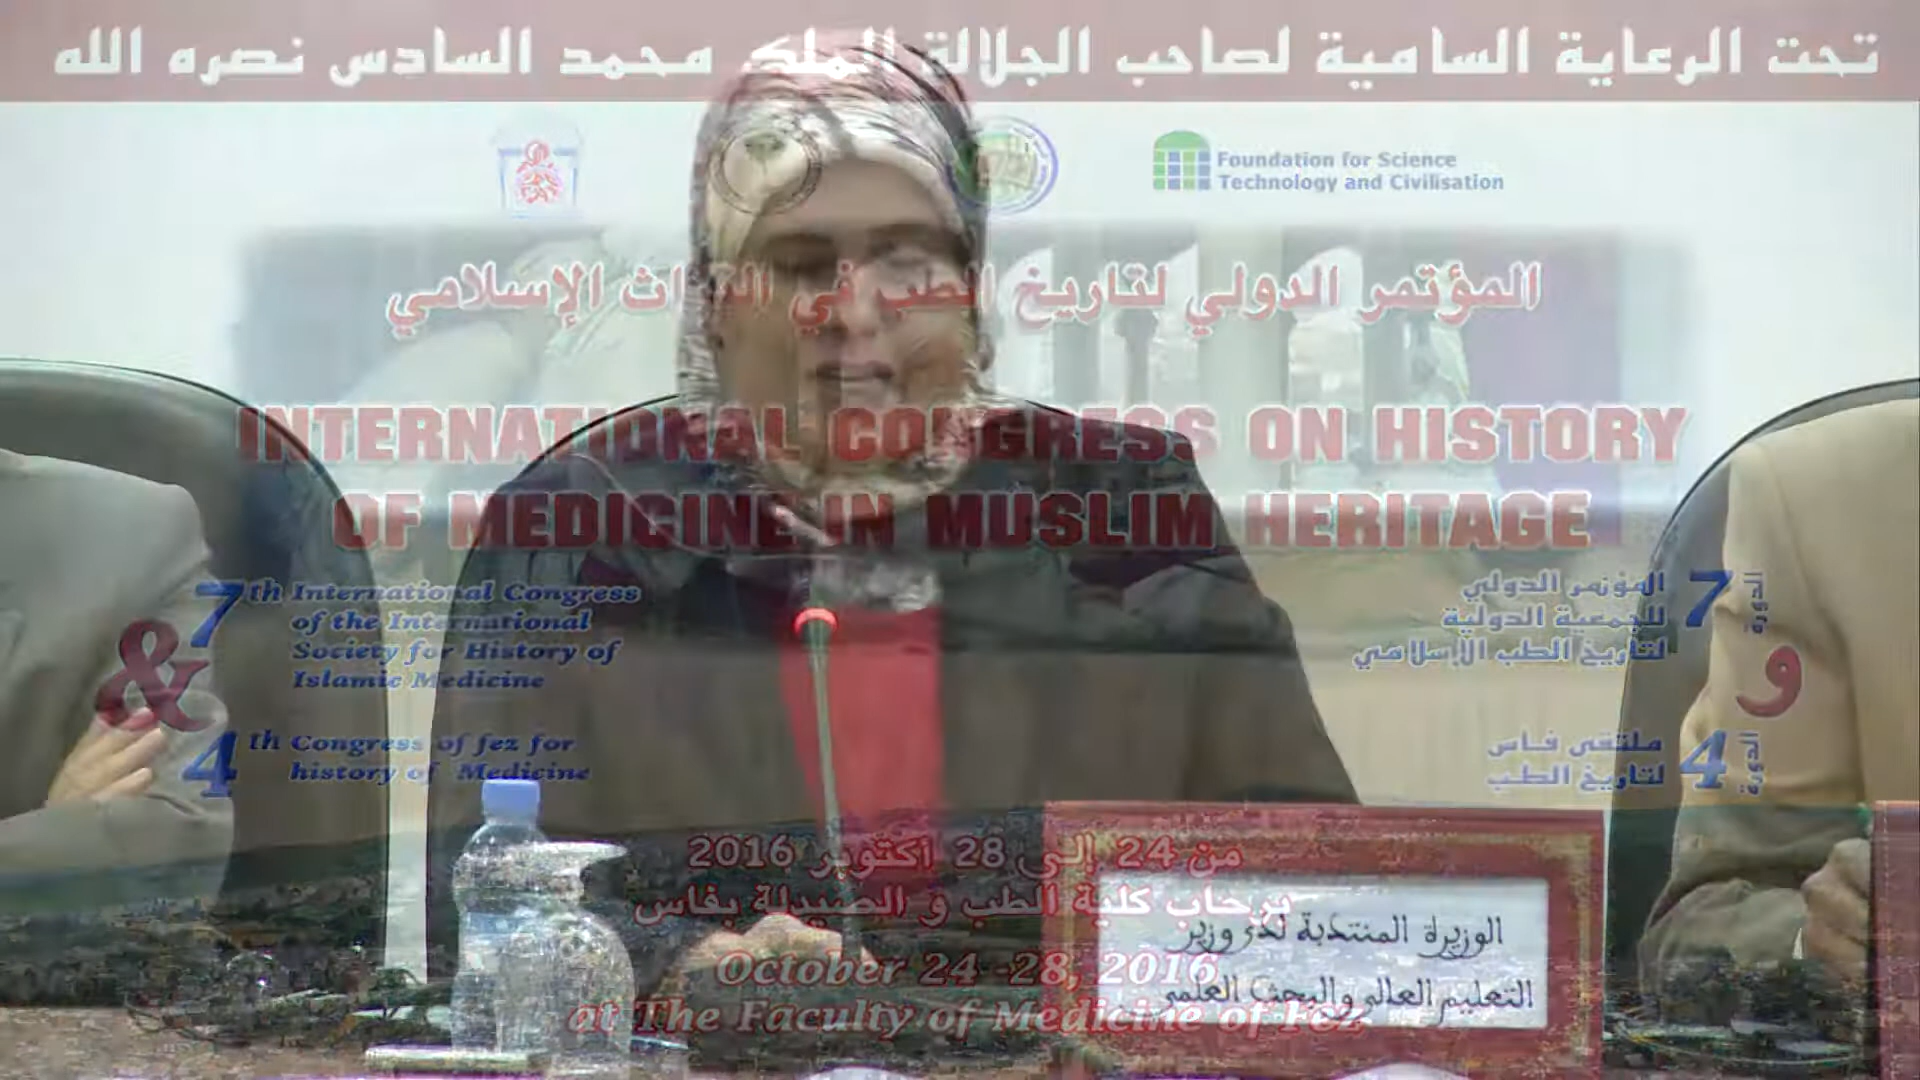 تحت الرعاية السامية لصاحب الجلالة الملك محمد السادس نصره الله
Foundation for Science
Technology and Civilisation
المؤتمر الدولي لتاريخ الطب في التراث الإسلامي
INTERNATIONAL CONGRESS ON HISTORY
OF MEDICINE IN MUSLIM HERITAGE
7th International Congress
of the International
Society for History of
Islamic Medicine
&
4th Congress of fez for
history of Medicine
الدورة 7 المؤتمر الدولي
للجمعية الدولية
لتاريخ الطب الإسلامي
و
الدورة 4 ملتقى فاس
لتاريخ الطب
من 24 إلى 28 اكتوبر 2016
برحاب كلية الطب و الصيدلة بفاس
October 24 -28, 2016
at The Faculty of Medicine of Fez
الوزيرة المنتدبة لدى وزير
التعليم العالي والبحث العلمي